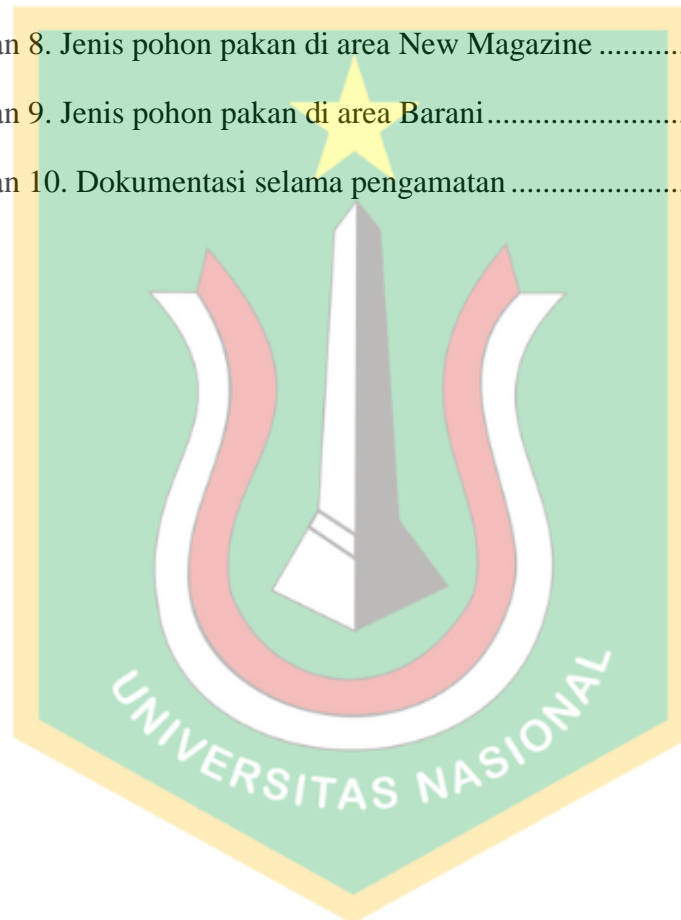 an 8. Jenis pohon pakan di area New Magazine ...........
an 9. Jenis pohon pakan di area Barani.........................
an 10. Dokumentasi selama pengamatan ......................
UNIVERSITAS NASIONAL